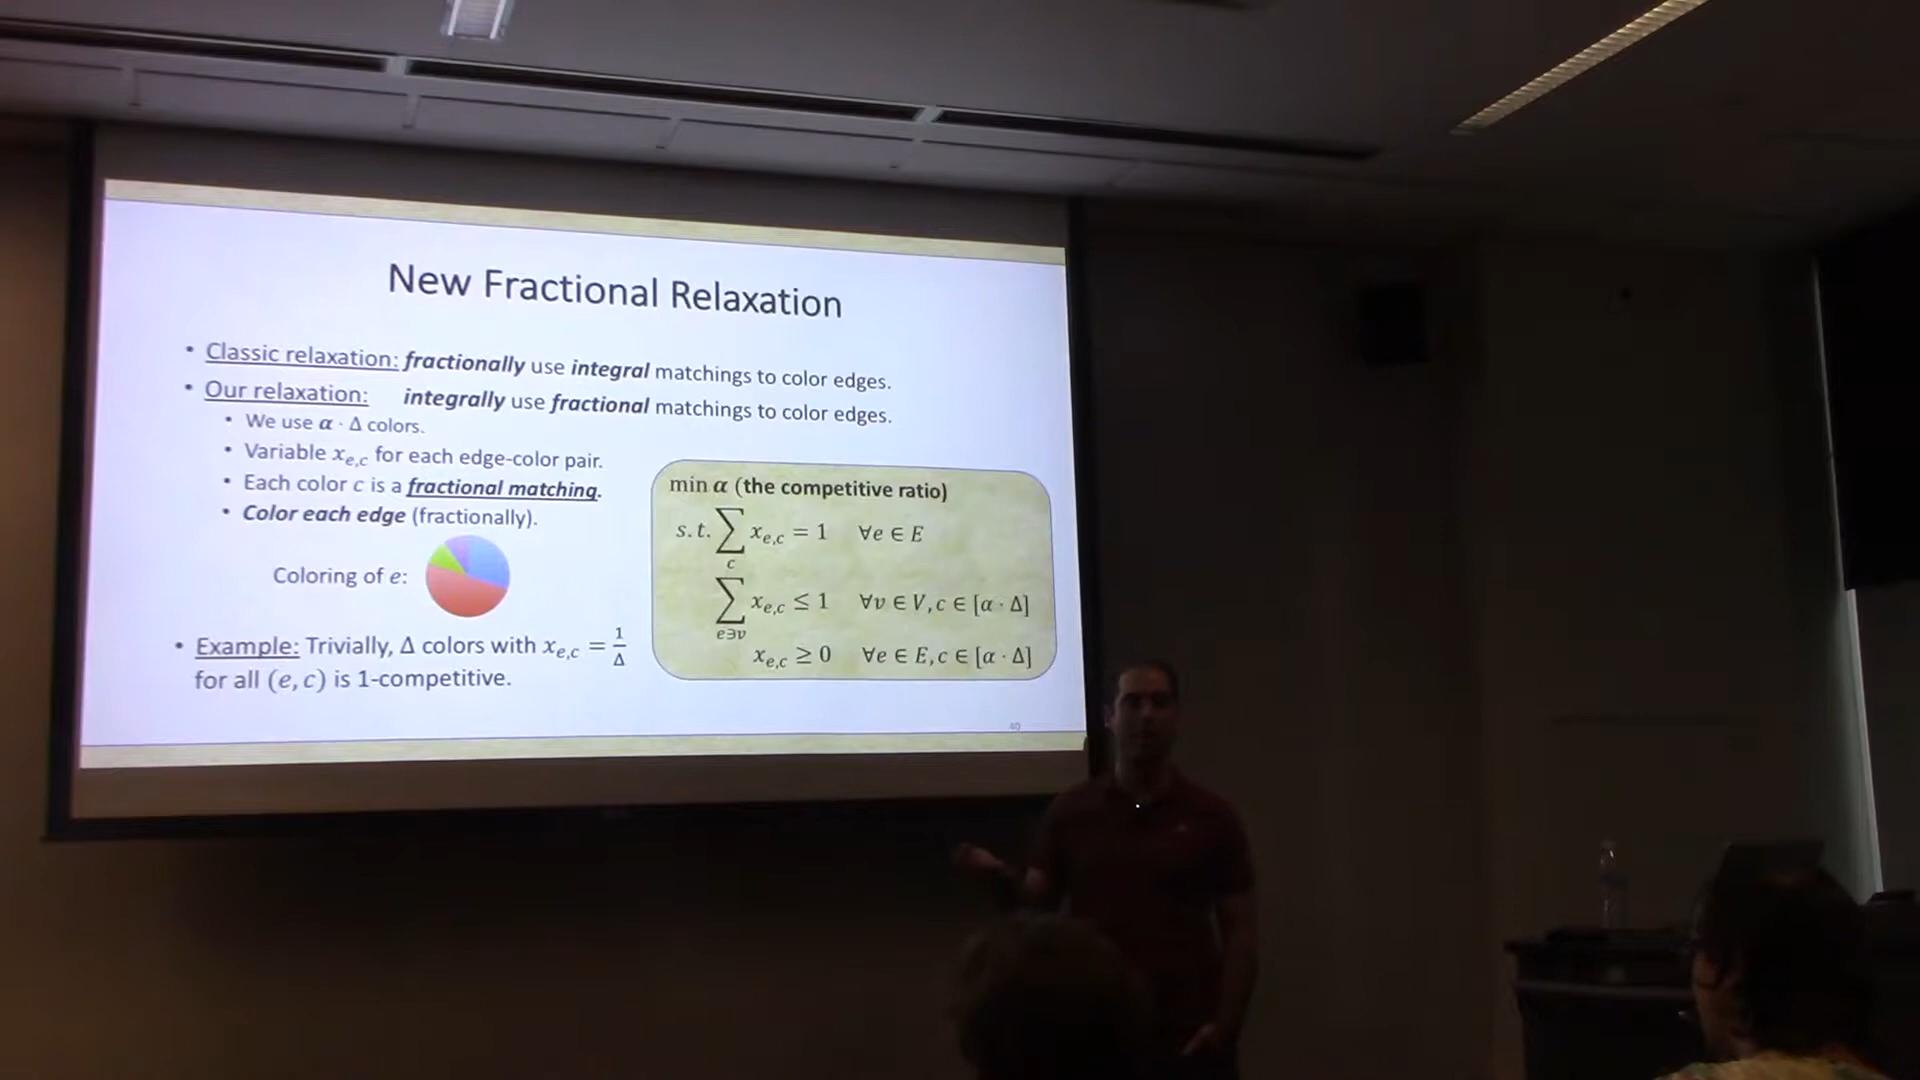 New Fractional Relaxation
• Classic relaxation: fractionally use integral matchings to color edges.
• Our relaxation: integrally use fractional matchings to color edges.
• We use α · Δ colors.
• Variable x_{e,c} for each edge-color pair.
• Each color c is a fractional matching.
• Color each edge (fractionally).
Coloring of e:
• Example: Trivially, Δ colors with x_{e,c} = 1/Δ
for all (e, c) is 1-competitive.
min α (the competitive ratio)
s.t. ∑_c x_{e,c} = 1 ∀e ∈ E
∑_{e∋v} x_{e,c} ≤ 1 ∀v ∈ V, c ∈ [α · Δ]
x_{e,c} ≥ 0 ∀e ∈ E, c ∈ [α · Δ]
40